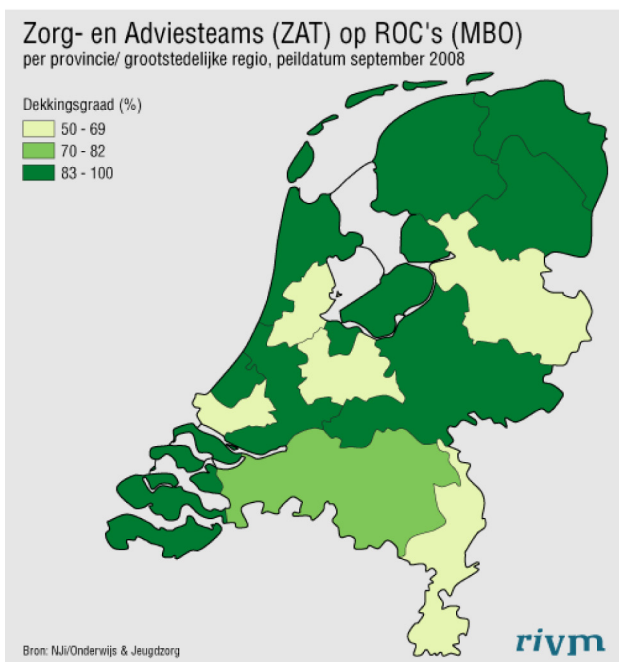 Zorg- en Adviesteams (ZAT) op ROC's (MBO)
per provincie/ grootstedelijke regio, peildatum september 2008
Dekkingsgraad (%)
50 - 69
70 - 82
83 - 100
Bron: NJi/Onderwijs & Jeugdzorg
rivm